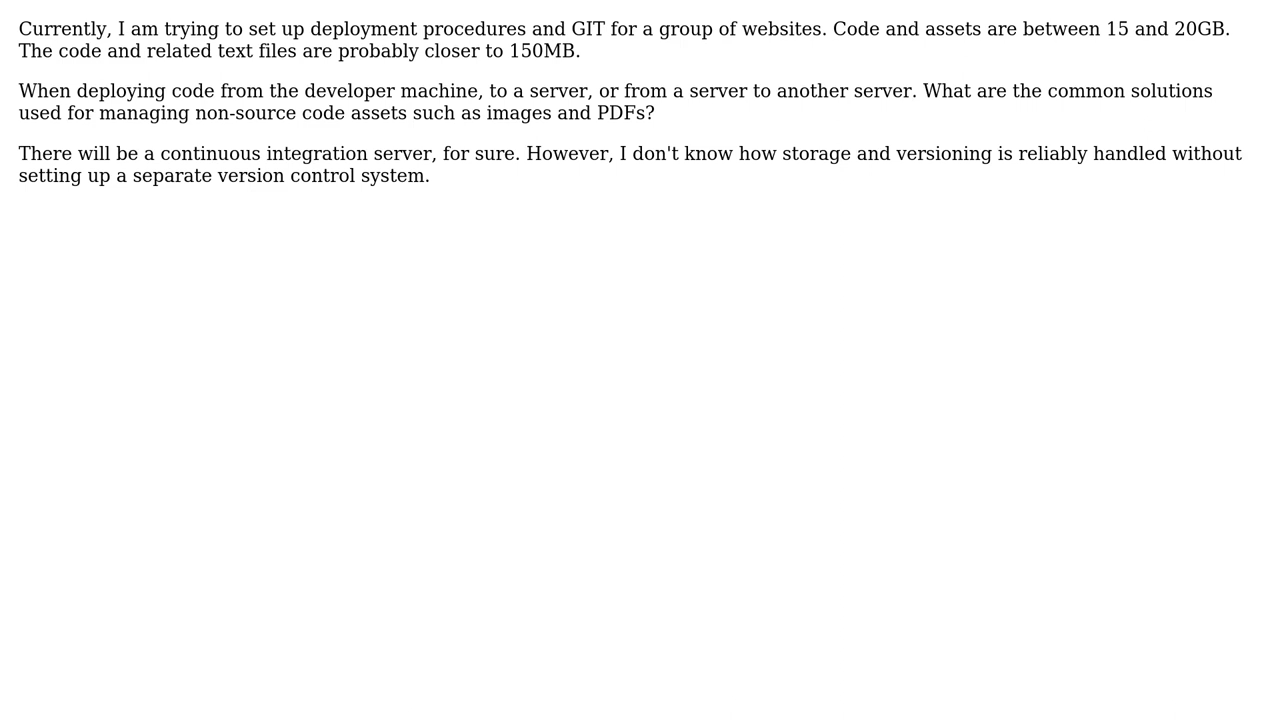 Currently, I am trying to set up deployment procedures and GIT for a group of websites. Code and assets are between 15 and 20GB.
The code and related text files are probably closer to 150MB.
When deploying code from the developer machine, to a server, or from a server to another server. What are the common solutions
used for managing non-source code assets such as images and PDFs?
There will be a continuous integration server, for sure. However, I don't know how storage and versioning is reliably handled without
setting up a separate version control system.